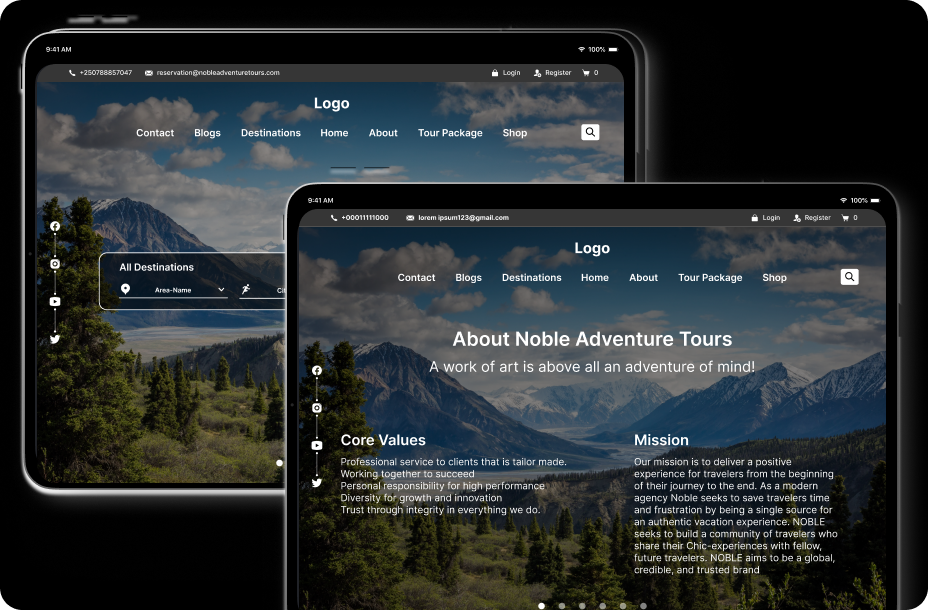 9:41 AM
100%
+250788857047
reservation@nobleadventuretours.com
Login
Register
0
Logo
Contact
Blogs
Destinations
Home
About
Tour Package
Shop
All Destinations
Area-Name
9:41 AM
100%
+00011111000
lorem ipsum123@gmail.com
Login
Register
0
Logo
Contact
Blogs
Destinations
Home
About
Tour Package
Shop
About Noble Adventure Tours
A work of art is above all an adventure of mind!
Core Values
Professional service to clients that is tailor made.
Working together to succeed
Personal responsibility for high performance
Diversity for growth and innovation
Trust through integrity in everything we do.
Mission
Our mission is to deliver a positive
experience for travelers from the beginning
of their journey to the end. As a modern
agency Noble seeks to save travelers time
and frustration by being a single source for
an authentic vacation experience. NOBLE
seeks to build a community of travelers who
share their Chic-experiences with fellow,
future travelers. NOBLE aims to be a global,
credible, and trusted brand